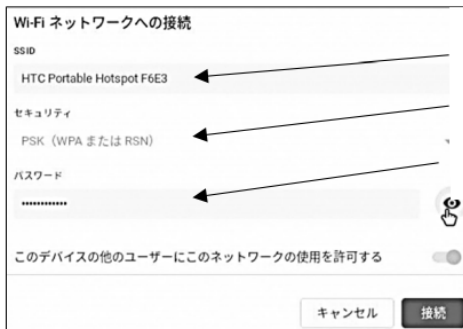 Wi-Fi ネットワークへの接続
SSID
HTC Portable Hotspot F6E3
セキュリティ
PSK（WPA または RSN）
パスワード
••••••••••••
このデバイスの他のユーザーにこのネットワークの使用を許可する
キャンセル 接続